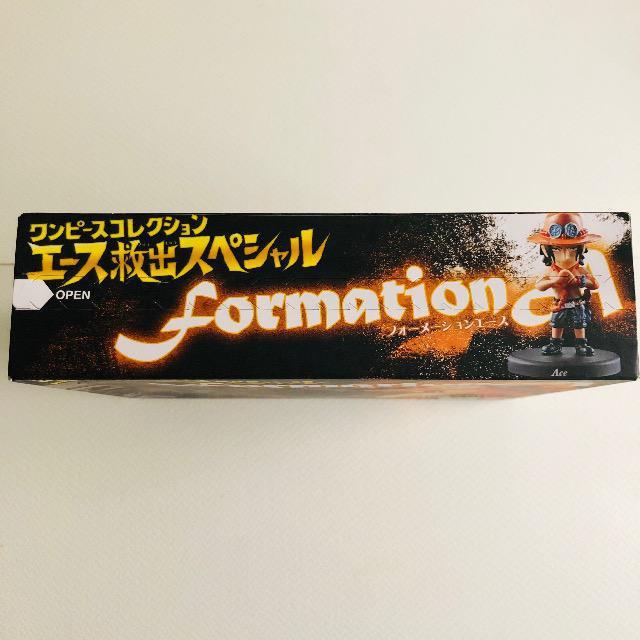 ワンピースコレクション
エース救出スペシャル
OPEN
formation A
フォーメーションエース
Ace